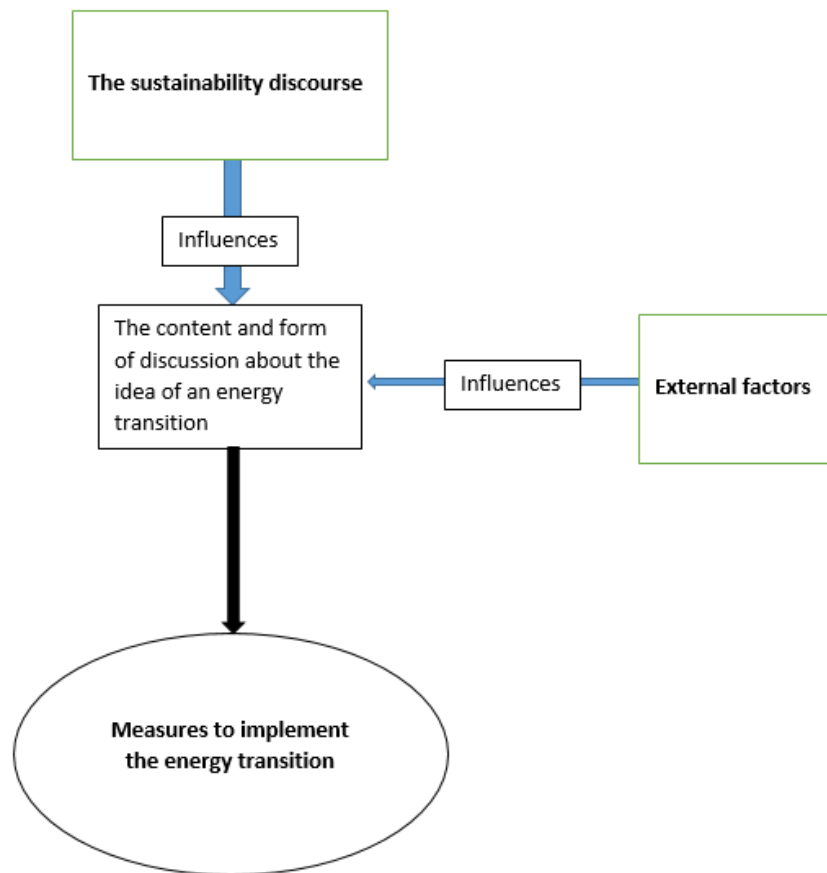 The sustainability discourse
Influences
The content and form
of discussion about the
idea of an energy
transition
Influences
External factors
Measures to implement
the energy transition